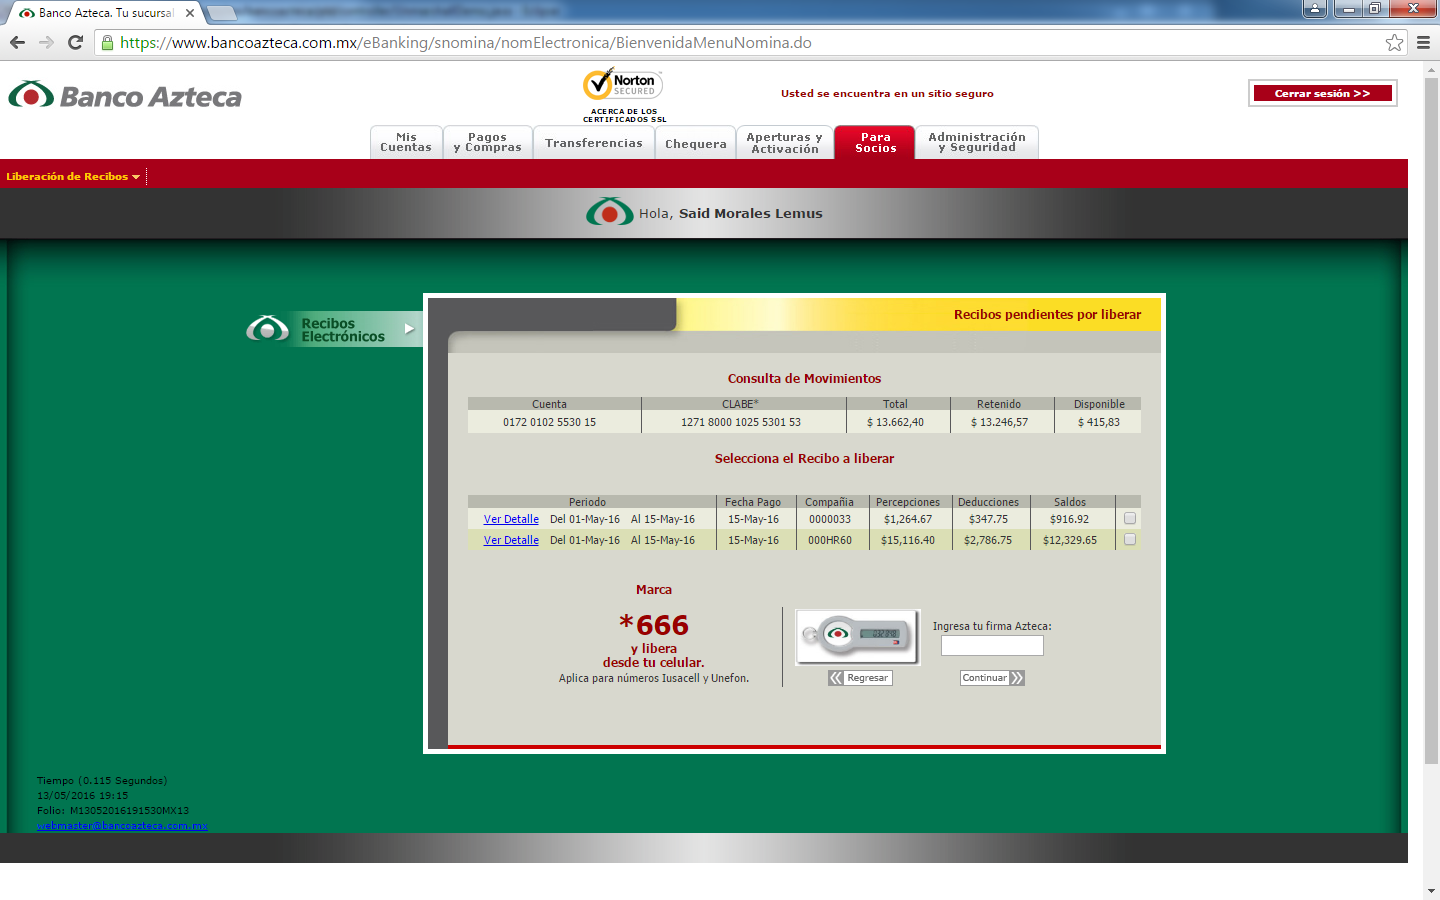 Banco Azteca. Tu sucursal
https://www.bancoazteca.com.mx/eBanking/snomina/nomElectronica/BienvenidaMenuNomina.do
Banco Azteca
Norton
SECURED
ACERCA DE LOS
CERTIFICADOS SSL
Usted se encuentra en un sitio seguro
Cerrar sesión >>
Mis Cuentas
Pagos y Compras
Transferencias
Chequera
Aperturas y Activación
Para Socios
Administración y Seguridad
Liberación de Recibos
Hola, Said Morales Lemus
Recibos Electrónicos
Recibos pendientes por liberar
Consulta de Movimientos
Cuenta CLABE* Total Retenido Disponible
0172 0102 5530 15 1271 8000 1025 5301 53 $ 13.662,40 $ 13.246,57 $ 415,83
Selecciona el Recibo a liberar
Periodo Fecha Pago Compañia Percepciones Deducciones Saldos
Ver Detalle Del 01-May-16 Al 15-May-16 15-May-16 0000033 $1,264.67 $347.75 $916.92
Ver Detalle Del 01-May-16 Al 15-May-16 15-May-16 000HR60 $15,116.40 $2,786.75 $12,329.65
Marca
*666
y libera
desde tu celular.
Aplica para números Iusacell y Unefon.
Ingresa tu firma Azteca:
Regresar
Continuar
Tiempo (0.115 Segundos)
13/05/2016 19:15
Folio: M13052016191530MX13
webmaster@bancoazteca.com.mx